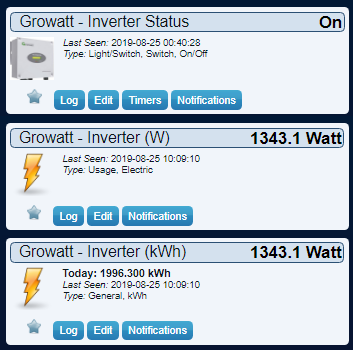 Growatt - Inverter Status On
Last Seen: 2019-08-25 00:40:28
Type: Light/Switch, Switch, On/Off
Log Edit Timers Notifications
Growatt - Inverter (W) 1343.1 Watt
Last Seen: 2019-08-25 10:09:10
Type: Usage, Electric
Log Edit Notifications
Growatt - Inverter (kWh) 1343.1 Watt
Today: 1996.300 kWh
Last Seen: 2019-08-25 10:09:10
Type: General, kWh
Log Edit Notifications